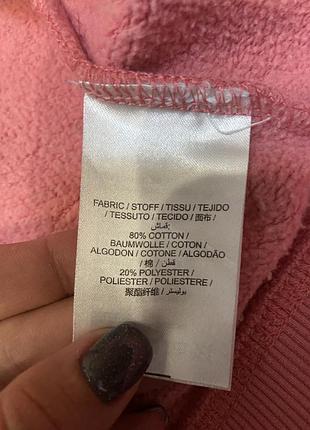 FABRIC / STOFF / TISSU / TEJIDO
/ TESSUTO / TECIDO / 面布 /
قماش:
80% COTTON /
BAUMWOLLE / COTON /
ALGODON / COTONE / ALGODÃO
/ 棉 / قطن
20% POLYESTER /
POLIESTER / POLIESTERE /
聚酯纤维 / بوليستر